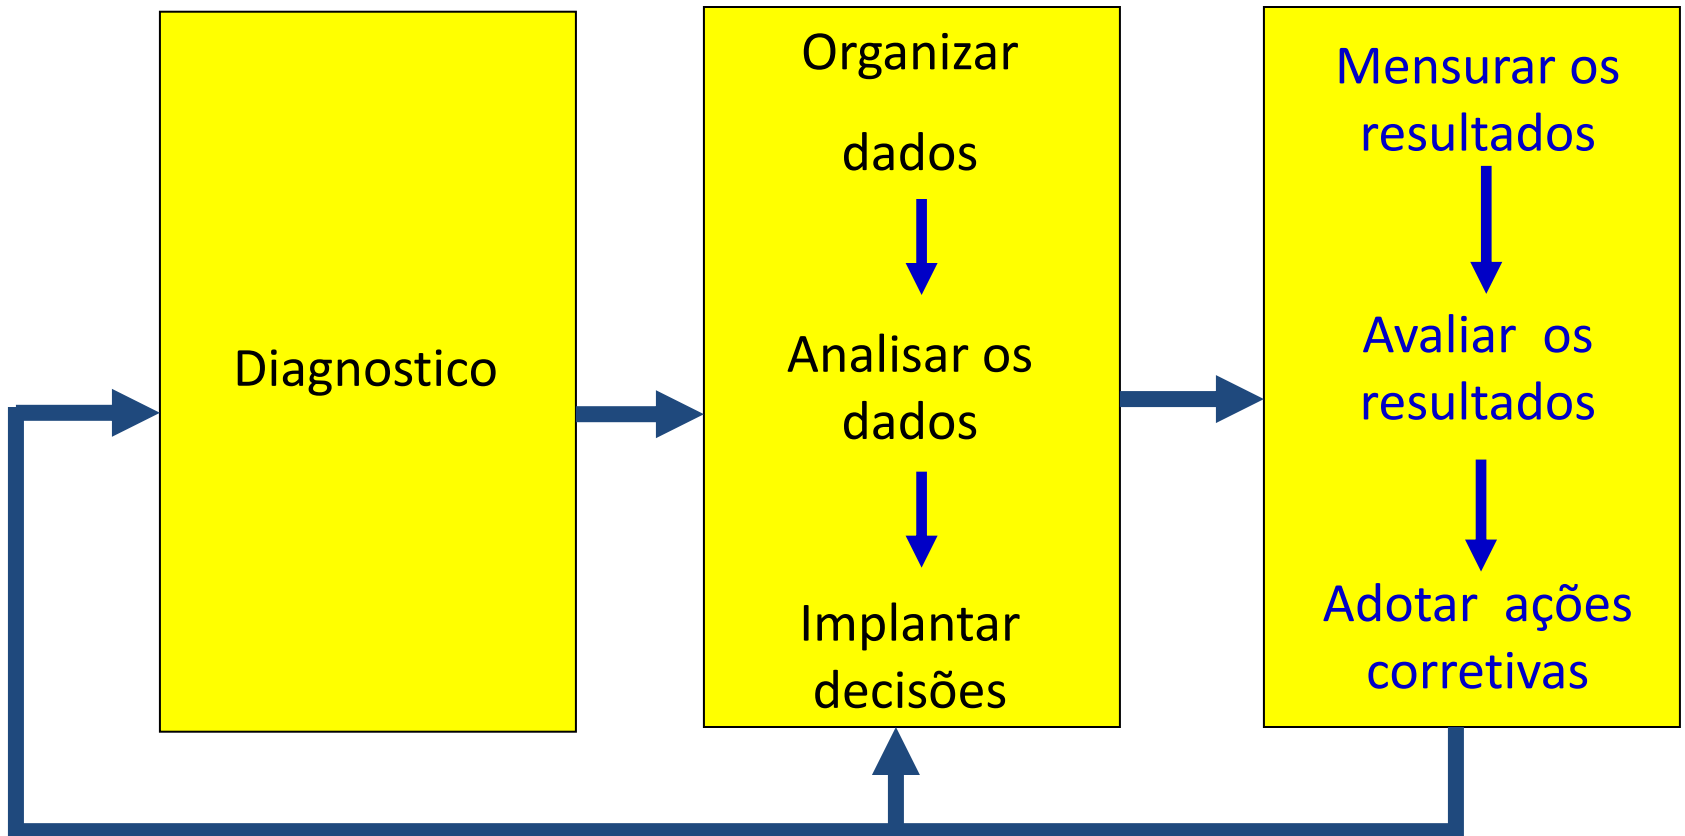 Diagnostico
Organizar
dados
Analisar os
dados
Implantar
decisões
Mensurar os
resultados
Avaliar  os
resultados
Adotar  ações
corretivas